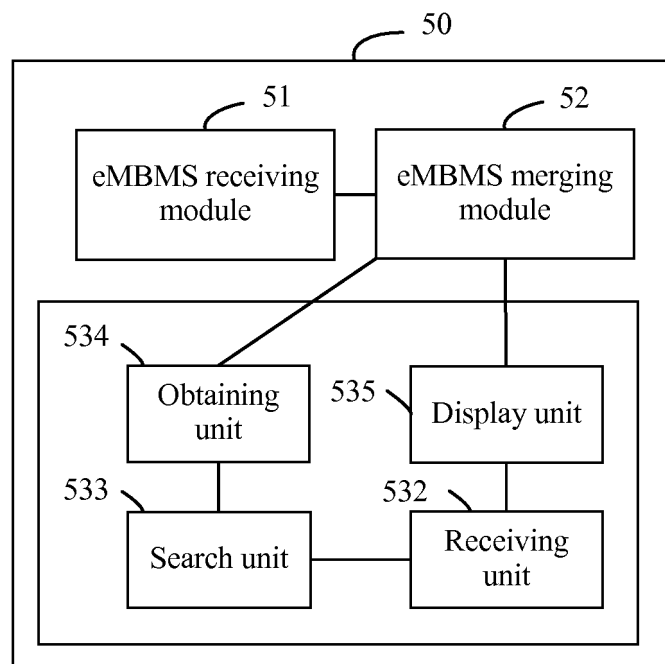 50
51
52
eMBMS receiving
module
eMBMS merging
module
534
Obtaining
unit
535
Display unit
533
Search unit
532
Receiving
unit